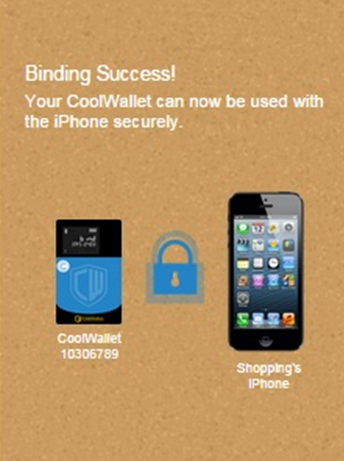 Binding Success!
Your CoolWallet can now be used with
the iPhone securely.
CoolWallet
10306789
Shopping's
iPhone